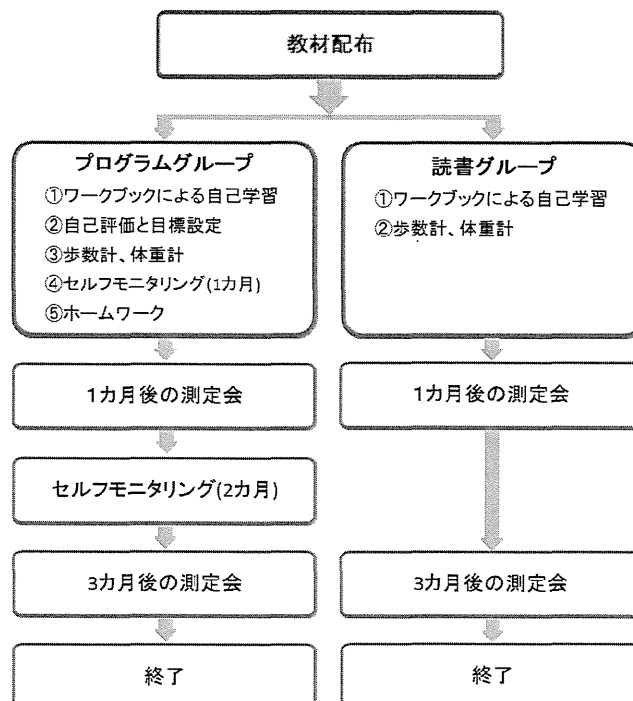 教材配布
プログラムグループ
①ワークブックによる自己学習
②自己評価と目標設定
③歩数計、体重計
④セルフモニタリング(1カ月)
⑤ホームワーク
読書グループ
①ワークブックによる自己学習
②歩数計、体重計
1カ月後の測定会
1カ月後の測定会
セルフモニタリング(2カ月)
3カ月後の測定会
3カ月後の測定会
終了
終了